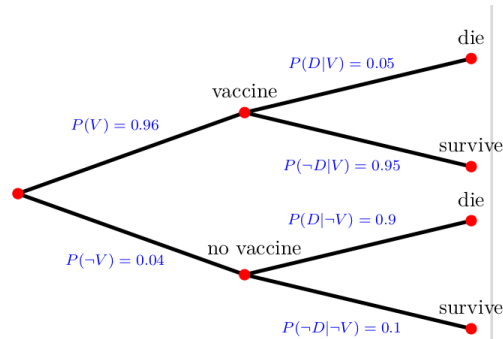 die
P(D|V) = 0.05
vaccine
P(V) = 0.96
survive
P(¬D|V) = 0.95
die
P(D|¬V) = 0.9
no vaccine
P(¬V) = 0.04
survive
P(¬D|¬V) = 0.1